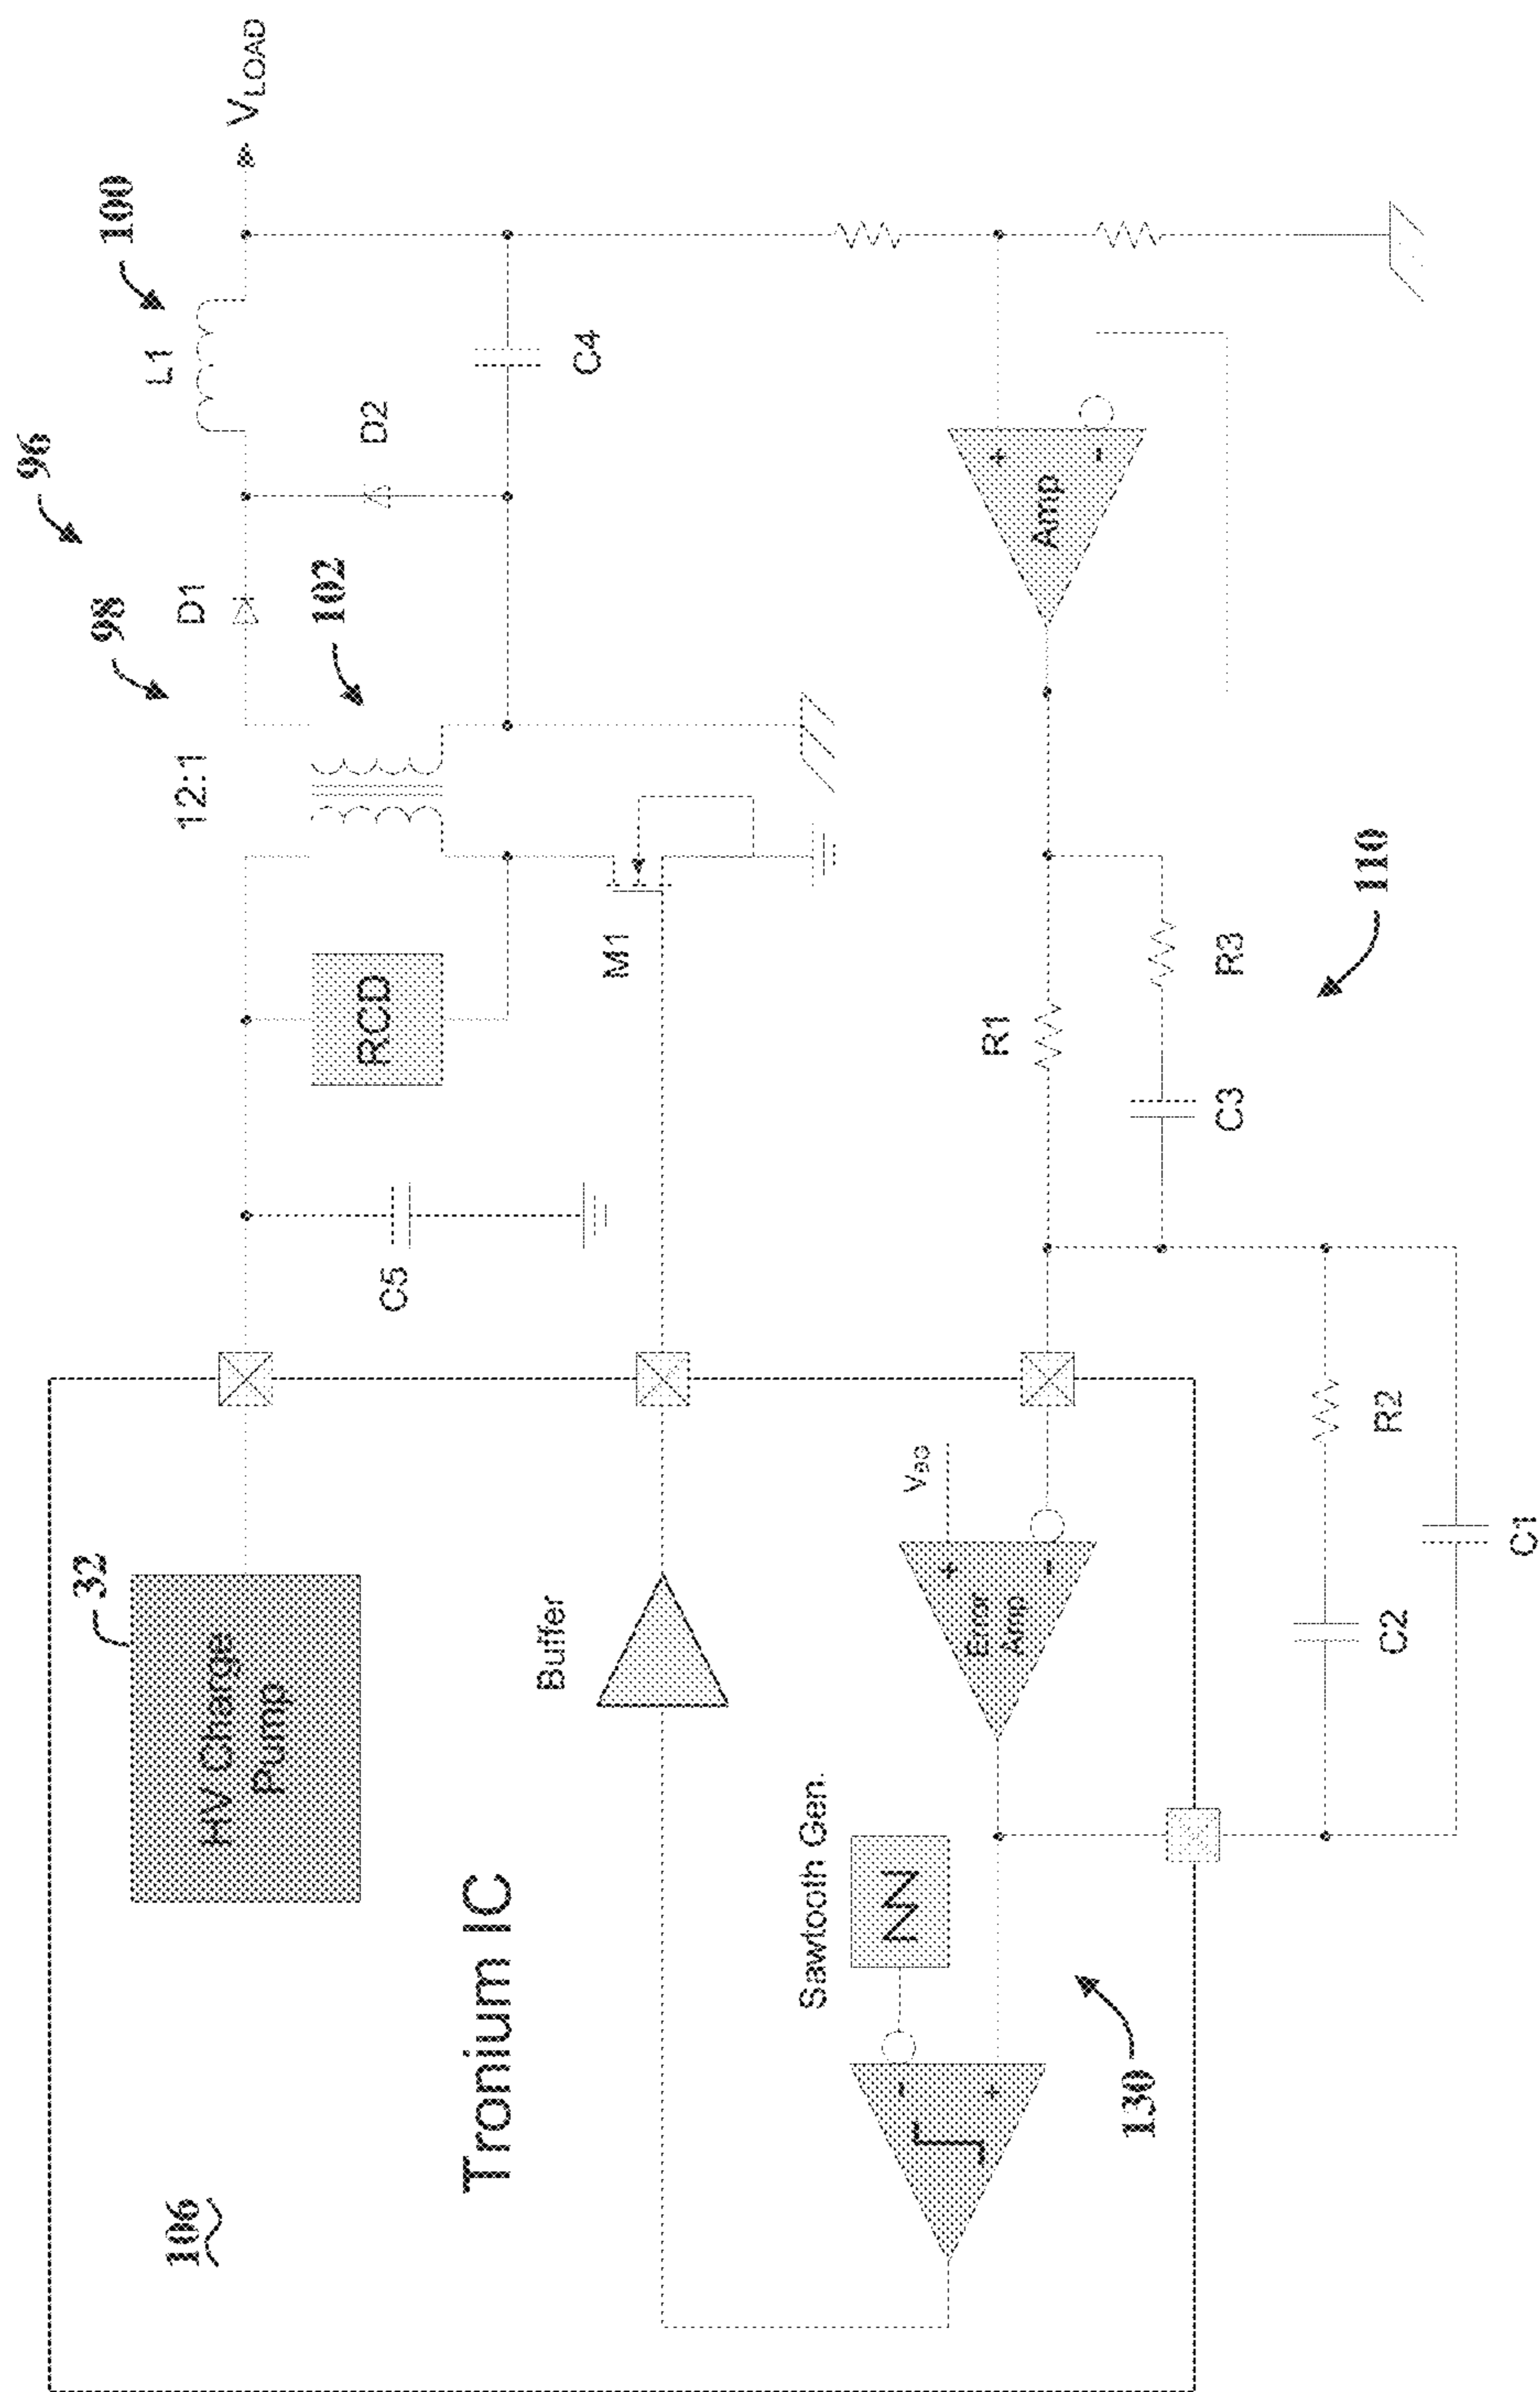 96
98
100
12:1
D1
L1
VLOAD
102
D2
C4
32
HV Charge
Pump
106
Tronium IC
C5
RCD
M1
Buffer
Sawtooth Gen.
VBG
Error
Amp
+
-
-
+
130
R1
Amp
+
-
C3
R3
110
C2
R2
C1